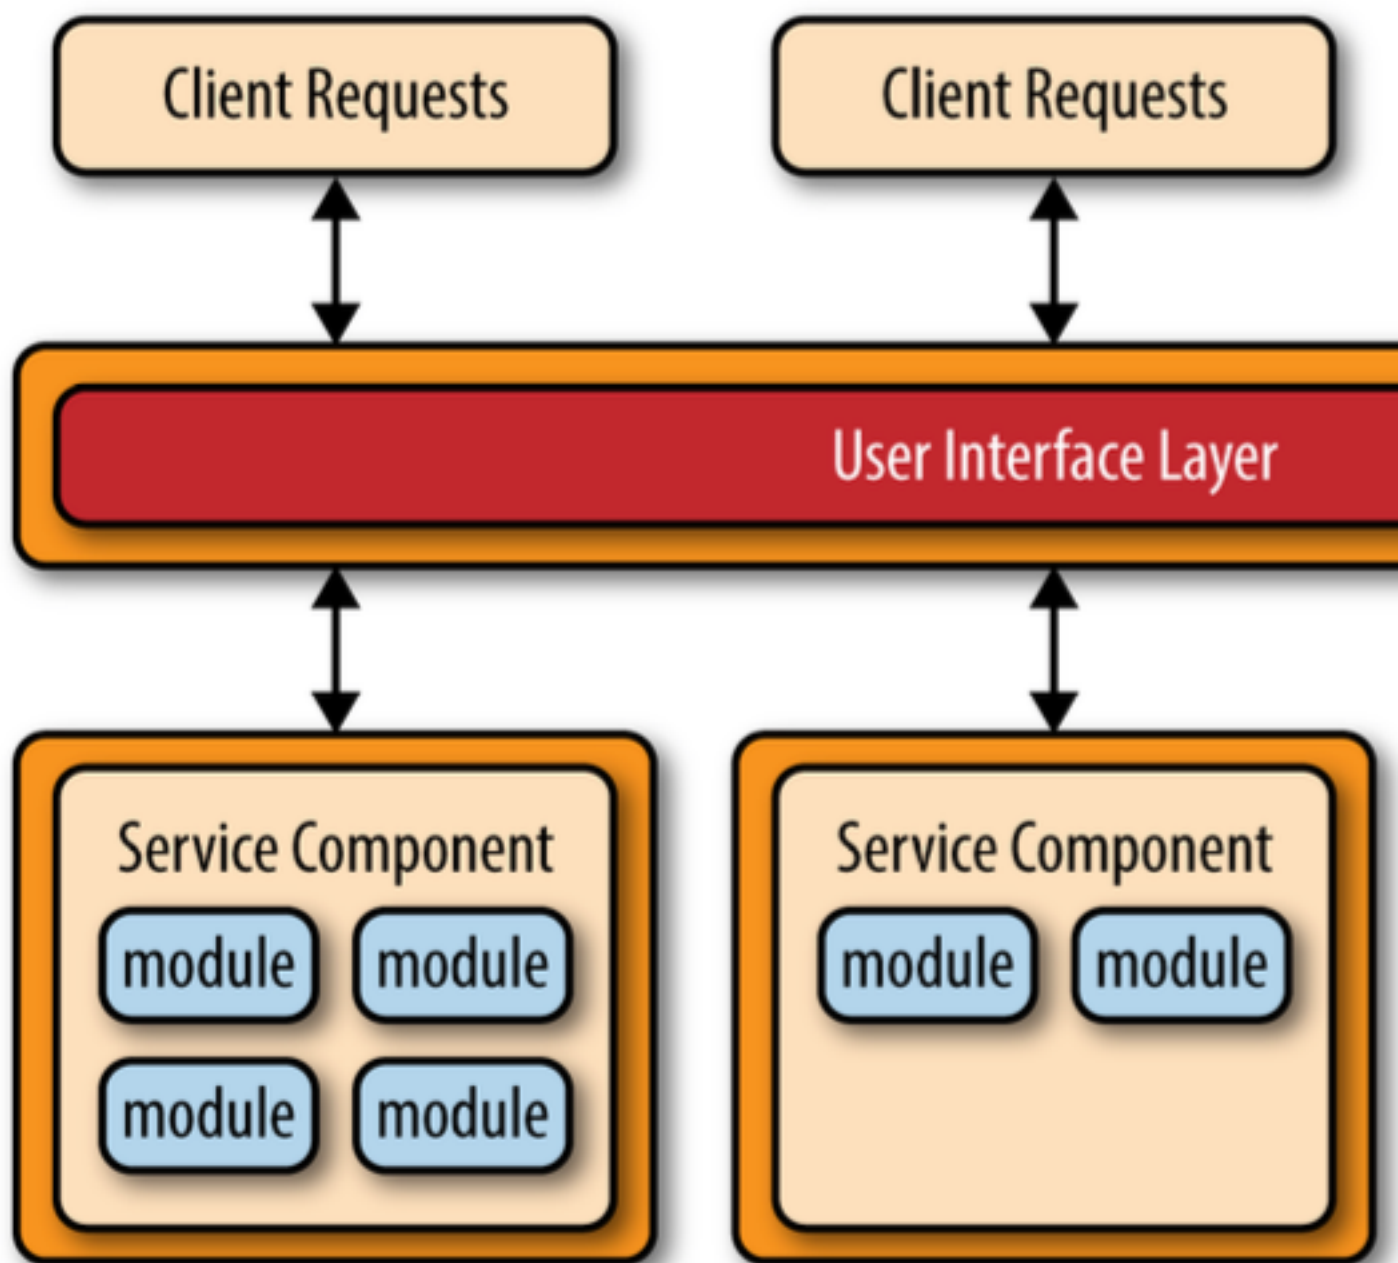 Client Requests
Client Requests
User Interface Layer
Service Component
module module
module module
Service Component
module module